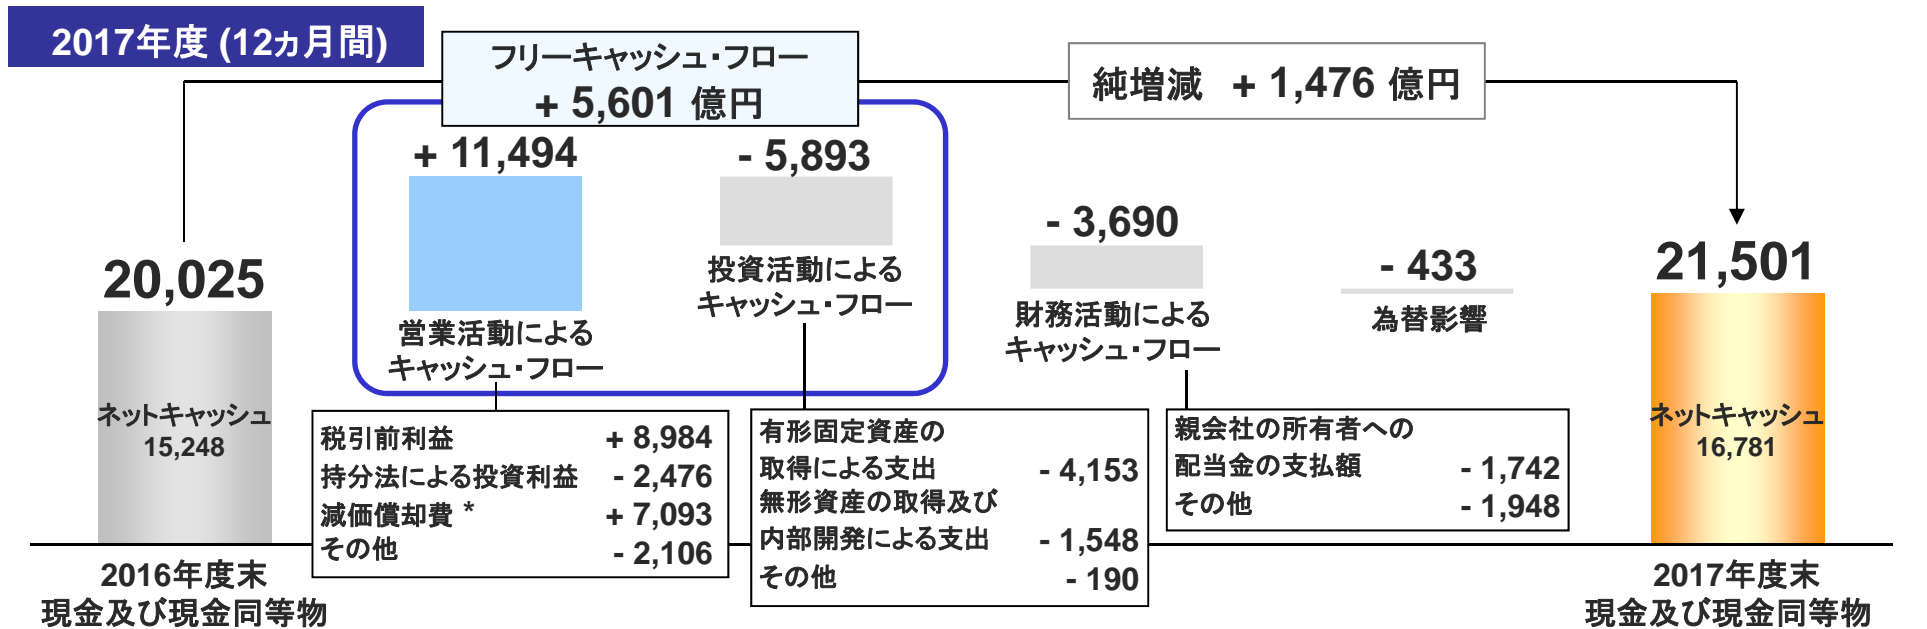 2017年度 (12ヵ月間)
フリーキャッシュ・フロー
+ 5,601 億円
純増減 + 1,476 億円
+ 11,494
- 5,893
- 3,690
- 433
20,025
21,501
営業活動による
キャッシュ・フロー
投資活動による
キャッシュ・フロー
財務活動による
キャッシュ・フロー
為替影響
ネットキャッシュ
15,248
ネットキャッシュ
16,781
税引前利益 + 8,984
持分法による投資利益 - 2,476
減価償却費 * + 7,093
その他 - 2,106
有形固定資産の
取得による支出 - 4,153
無形資産の取得及び
内部開発による支出 - 1,548
その他 - 190
親会社の所有者への
配当金の支払額 - 1,742
その他 - 1,948
2016年度末
現金及び現金同等物
2017年度末
現金及び現金同等物